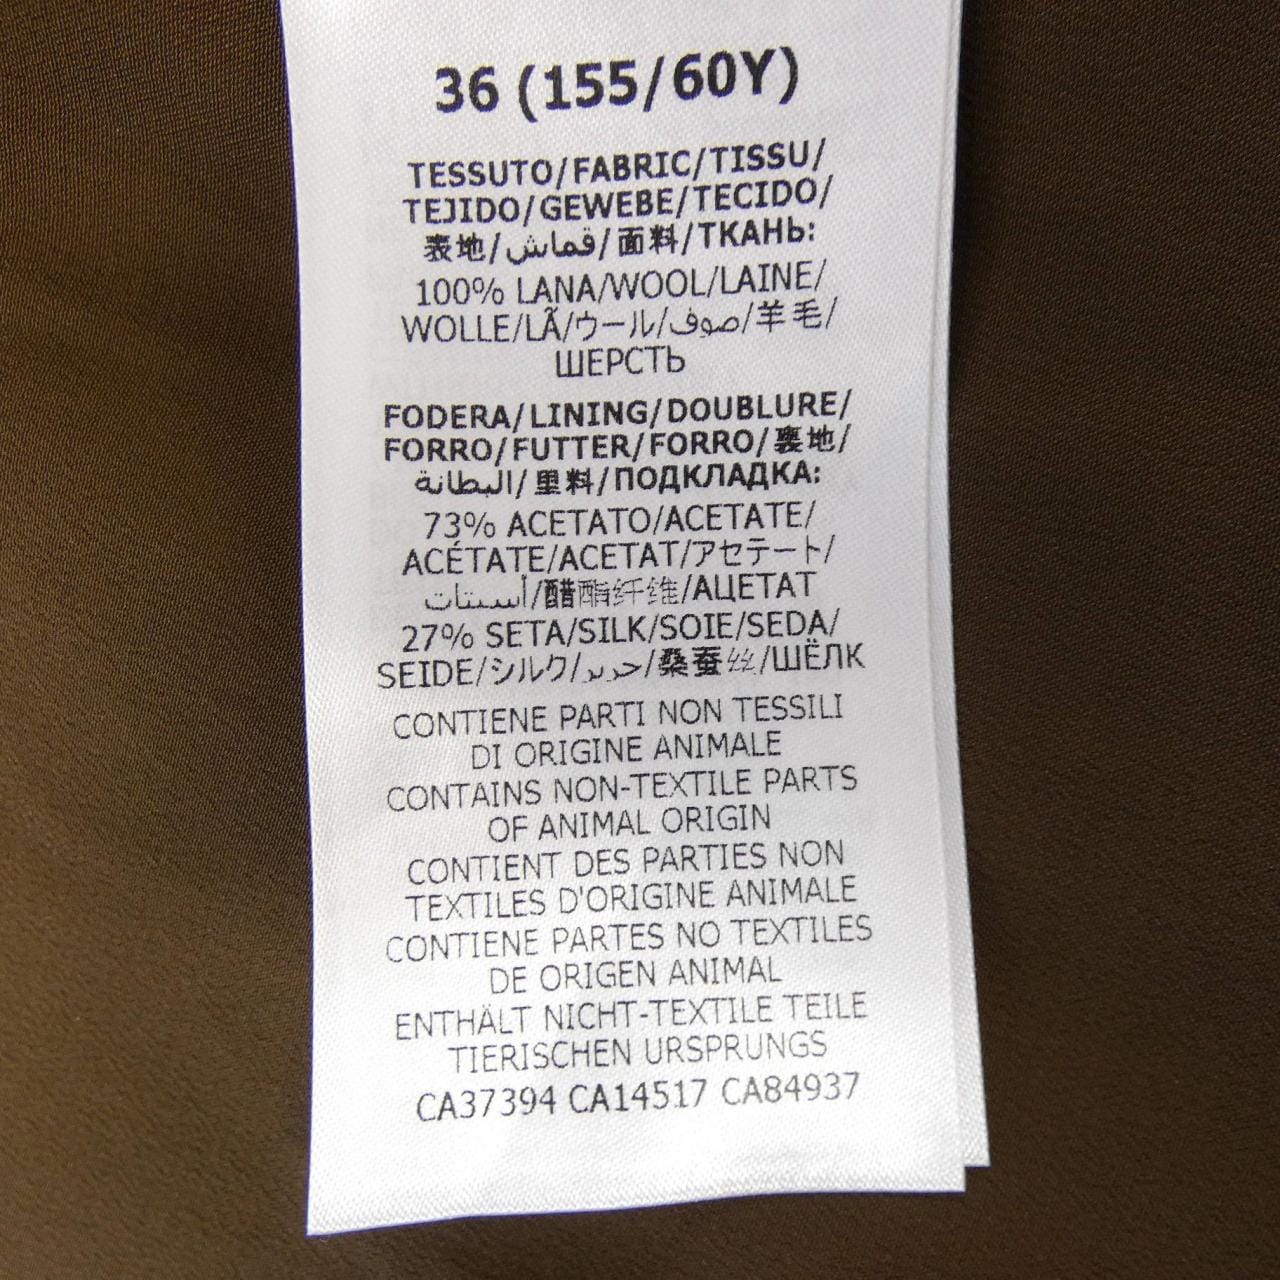 36 (155/60Y)
TESSUTO/FABRIC/TISSU/
TEJIDO/GEWEBE/TECIDO/
表地/قماش/面料/ТКАНЬ:
100% LANA/WOOL/LAINE/
WOLLE/LÃ/ウール/صوف/羊毛/
ШЕРСТЬ
FODERA/LINING/DOUBLURE/
FORRO/FUTTER/FORRO/裏地/
البطانة/里料/ПОДКЛАДКА:
73% ACETATO/ACETATE/
ACÉTATE/ACETAT/アセテート/
أسيتات/醋酯纤维/АЦЕТАТ
27% SETA/SILK/SOIE/SEDA/
SEIDE/シルク/حرير/桑蚕丝/ШЁЛК
CONTIENE PARTI NON TESSILI
DI ORIGINE ANIMALE
CONTAINS NON-TEXTILE PARTS
OF ANIMAL ORIGIN
CONTIENT DES PARTIES NON
TEXTILES D'ORIGINE ANIMALE
CONTIENE PARTES NO TEXTILES
DE ORIGEN ANIMAL
ENTHÄLT NICHT-TEXTILE TEILE
TIERISCHEN URSPRUNGS
CA37394 CA14517 CA84937